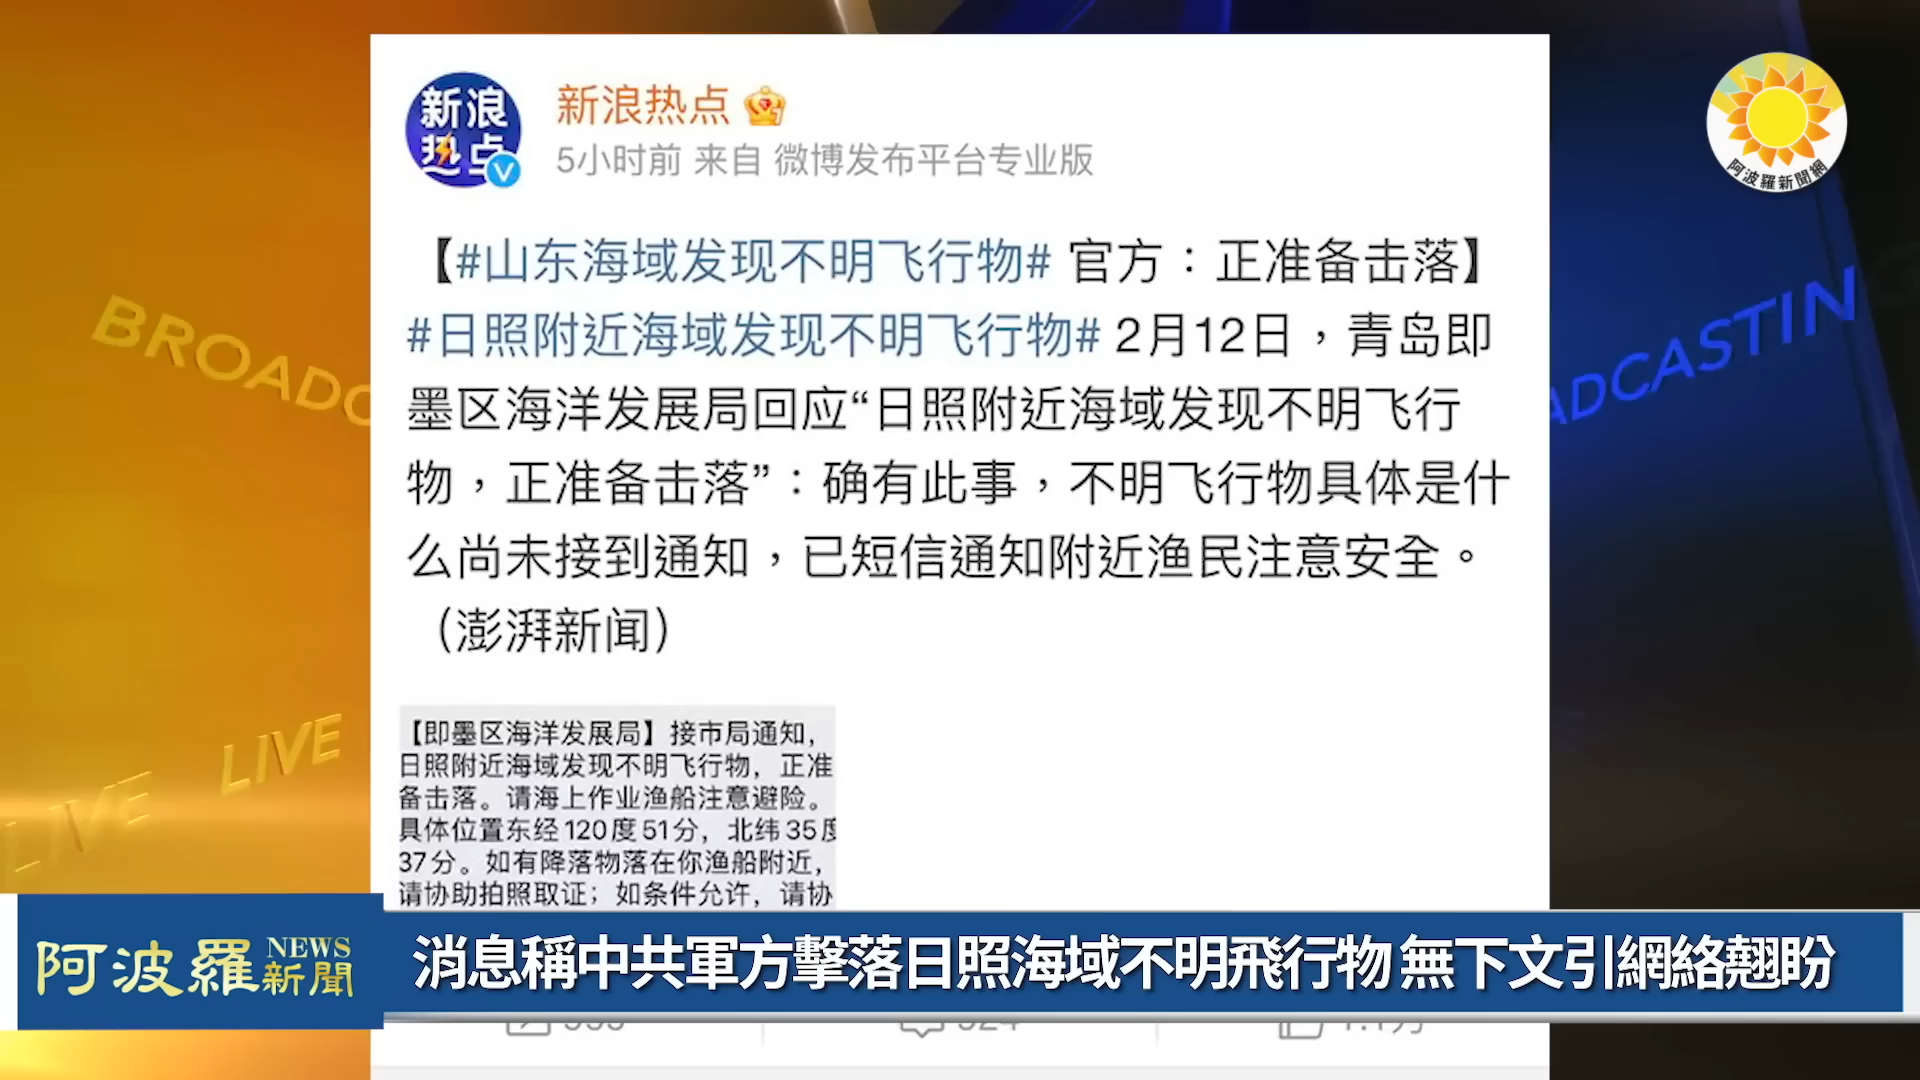 新浪热点
新浪热点
5小时前 来自 微博发布平台专业版
阿波羅新聞網
【#山东海域发现不明飞行物# 官方：正准备击落】
#日照附近海域发现不明飞行物# 2月12日，青岛即
墨区海洋发展局回应“日照附近海域发现不明飞行
物，正准备击落”：确有此事，不明飞行物具体是什
么尚未接到通知，已短信通知附近渔民注意安全。
（澎湃新闻）
BROADC
ADCASTIN
LIVE
LIVE
【即墨区海洋发展局】接市局通知，
日照附近海域发现不明飞行物，正准
备击落。请海上作业渔船注意避险。
具体位置东经120度51分，北纬35度
37分。如有降落物落在你渔船附近，
请协助拍照取证；如条件允许，请协
阿波羅新聞 NEWS
消息稱中共軍方擊落日照海域不明飛行物 無下文引網絡翹盼